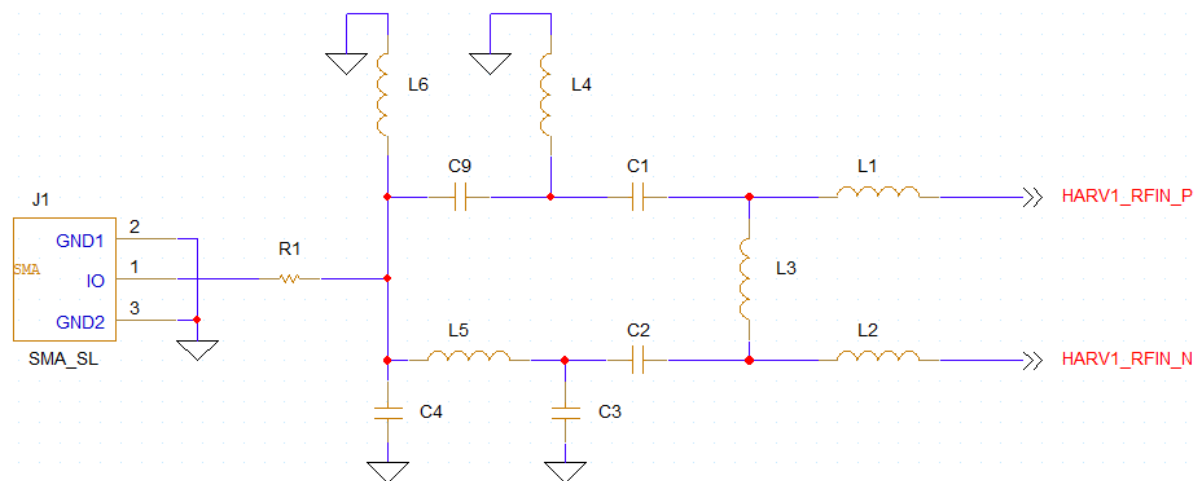 L6
L4
C9
C1
L1
HARV1_RFIN_P
J1
2
GND1
R1
SMA
1
IO
L3
3
GND2
L5
C2
L2
SMA_SL
HARV1_RFIN_N
C4
C3